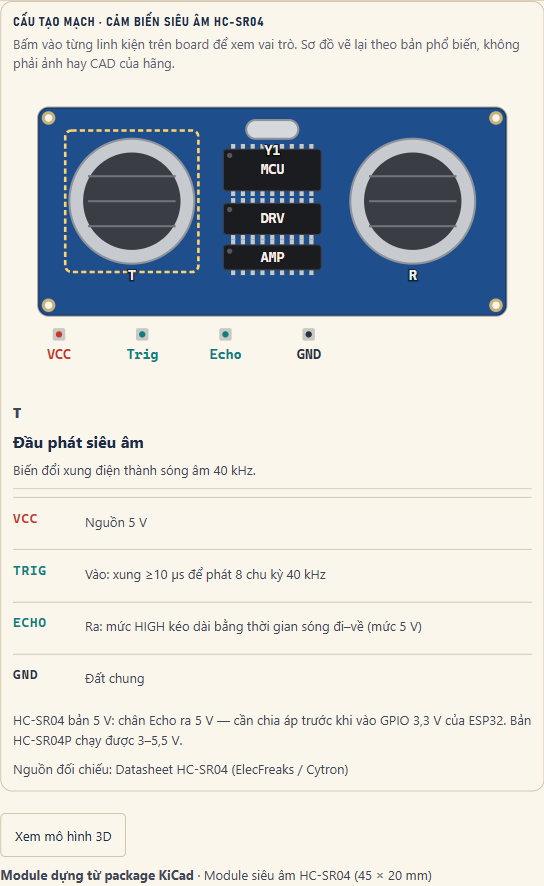 CẤU TẠO MẠCH · CẢM BIẾN SIÊU ÂM HC-SR04
Bấm vào từng linh kiện trên board để xem vai trò. Sơ đồ vẽ lại theo bản phổ biến, không
phải ảnh hay CAD của hãng.
Y1
MCU
DRV
AMP
T
R
VCC
Trig
Echo
GND
T
Đầu phát siêu âm
Biến đổi xung điện thành sóng âm 40 kHz.
VCC Nguồn 5 V
TRIG Vào: xung ≥10 µs để phát 8 chu kỳ 40 kHz
ECHO Ra: mức HIGH kéo dài bằng thời gian sóng đi–về (mức 5 V)
GND Đất chung
HC-SR04 bản 5 V: chân Echo ra 5 V — cần chia áp trước khi vào GPIO 3,3 V của ESP32. Bản
HC-SR04P chạy được 3–5,5 V.
Nguồn đối chiếu: Datasheet HC-SR04 (ElecFreaks / Cytron)
Xem mô hình 3D
Module dựng từ package KiCad · Module siêu âm HC-SR04 (45 × 20 mm)